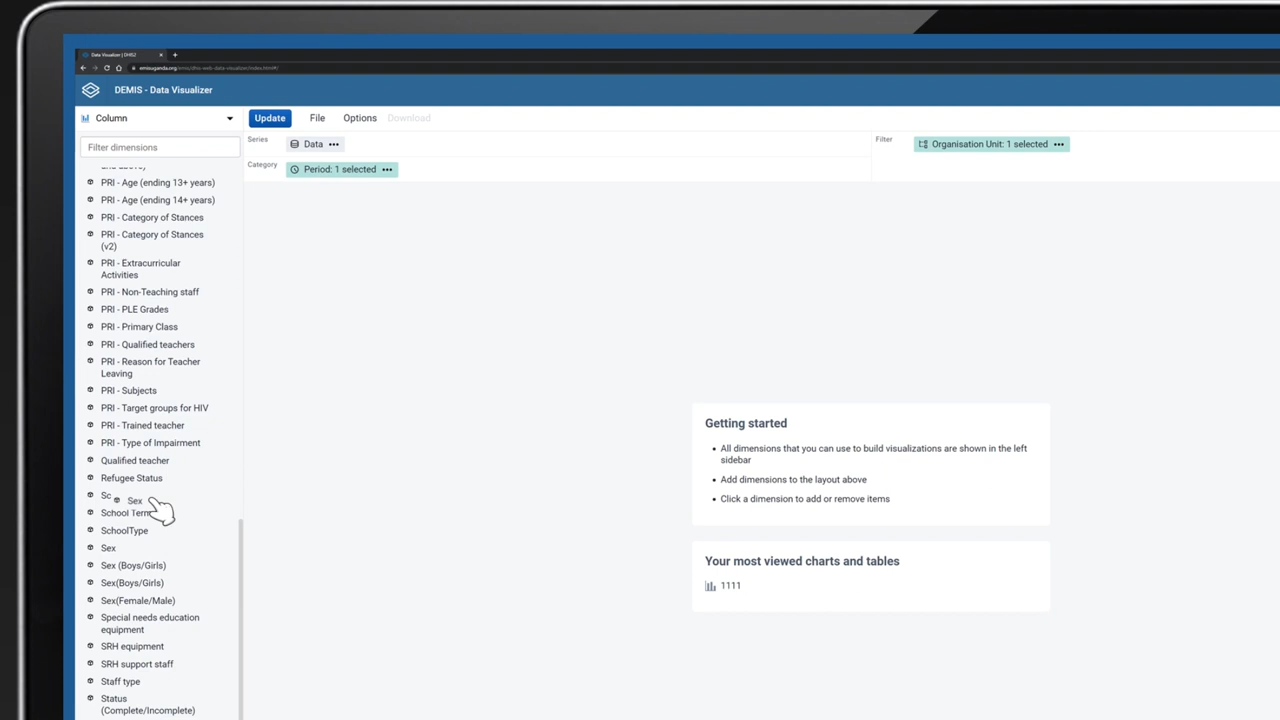 Data Visualizer | DHIS2
emisuganda.org/emis/dhis-web-data-visualizer/index.html#/
DEMIS - Data Visualizer
Column
Update
File
Options
Download
Filter dimensions
Series
Data
Filter
Organisation Unit: 1 selected
Category
Period: 1 selected
PRI - Age (ending 13+ years)
PRI - Age (ending 14+ years)
PRI - Category of Stances
PRI - Category of Stances
(v2)
PRI - Extracurricular
Activities
PRI - Non-Teaching staff
PRI - PLE Grades
PRI - Primary Class
PRI - Qualified teachers
PRI - Reason for Teacher
Leaving
PRI - Subjects
PRI - Target groups for HIV
PRI - Trained teacher
PRI - Type of Impairment
Qualified teacher
Refugee Status
Sex
School Term
SchoolType
Sex
Sex (Boys/Girls)
Sex(Boys/Girls)
Sex(Female/Male)
Special needs education
equipment
SRH equipment
SRH support staff
Staff type
Status
(Complete/Incomplete)
Getting started
All dimensions that you can use to build visualizations are shown in the left
sidebar
Add dimensions to the layout above
Click a dimension to add or remove items
Your most viewed charts and tables
1111